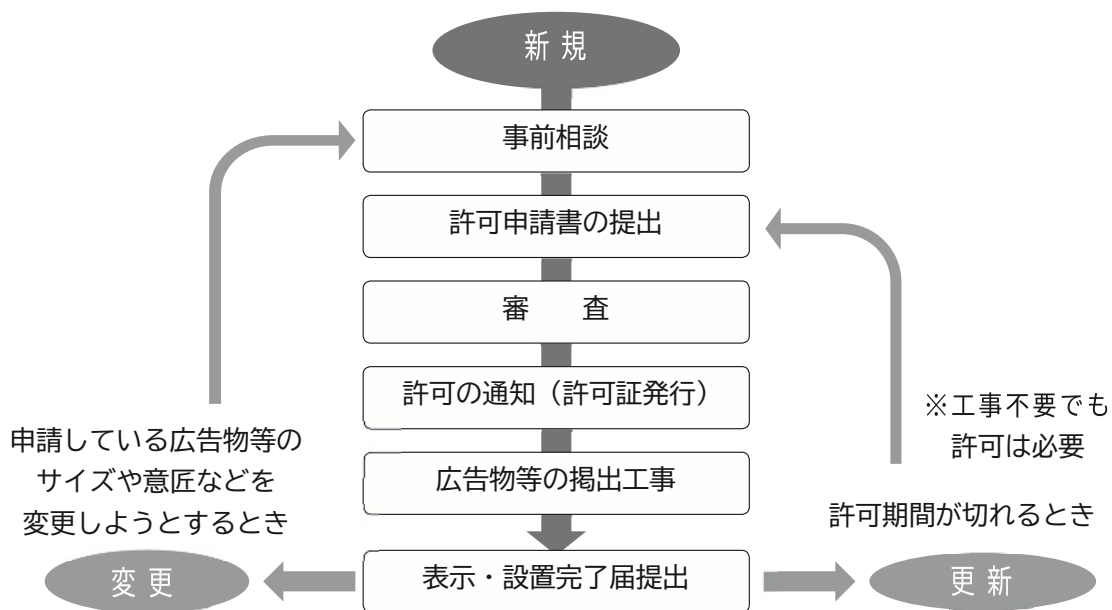 新規
事前相談
許可申請書の提出
審　　査
許可の通知（許可証発行）
広告物等の掲出工事
表示・設置完了届提出
申請している広告物等の
サイズや意匠などを
変更しようとするとき
変更
※工事不要でも
許可は必要
許可期間が切れるとき
更新